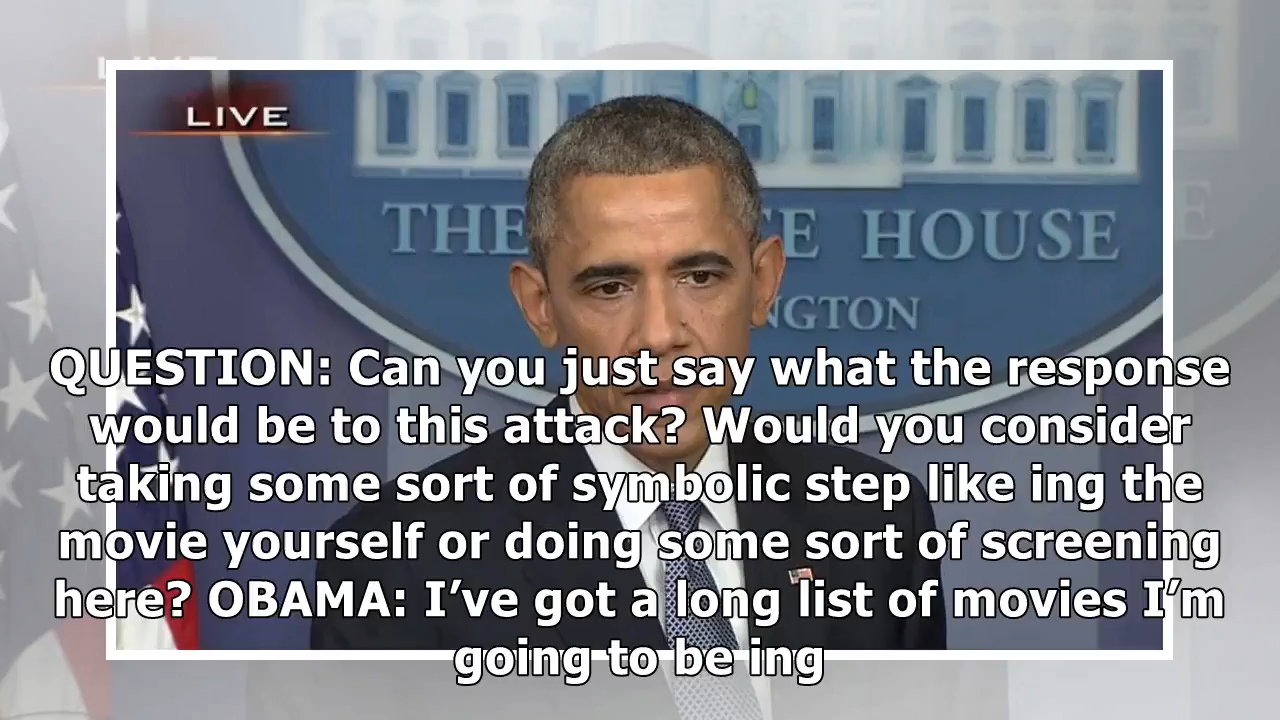 LIVE
LIVE
THE E HOUSE E
NGTON
QUESTION: Can you just say what the response
would be to this attack? Would you consider
taking some sort of symbolic step like ing the
movie yourself or doing some sort of screening
here? OBAMA: I’ve got a long list of movies I’m
going to be ing